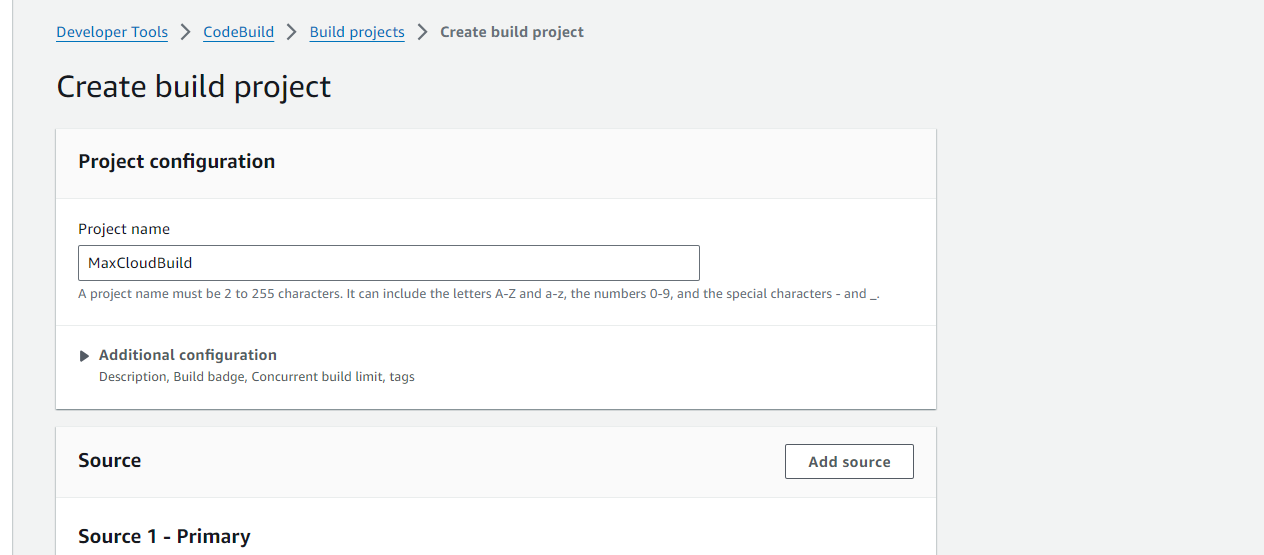 Developer Tools > CodeBuild > Build projects > Create build project
Create build project
Project configuration
Project name
MaxCloudBuild
A project name must be 2 to 255 characters. It can include the letters A-Z and a-z, the numbers 0-9, and the special characters - and _.
Additional configuration
Description, Build badge, Concurrent build limit, tags
Source
Add source
Source 1 - Primary